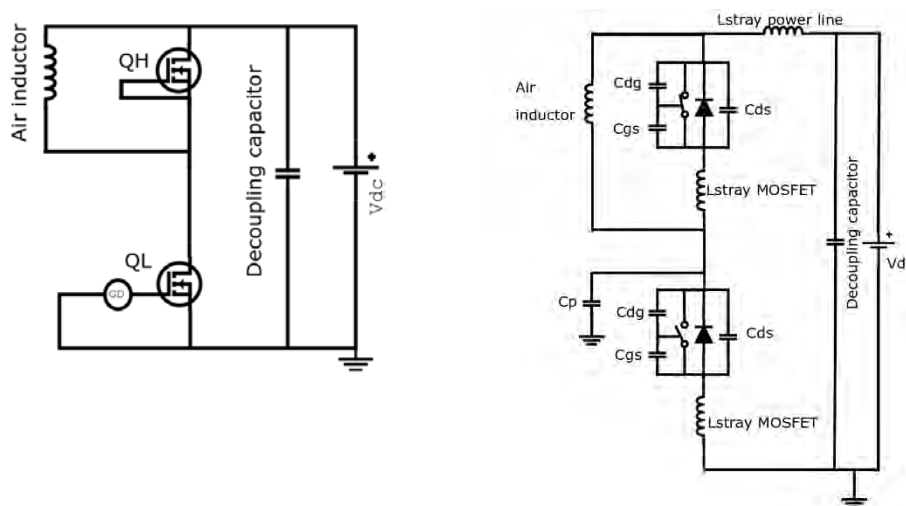 QH
Air inductor
Decoupling capacitor
+
Vdc
QL
GD
Lstray power line
Air
inductor
Cdg
Cgs
Cds
Lstray MOSFET
Decoupling capacitor
+
Vd
Cp
Cdg
Cgs
Cds
Lstray MOSFET